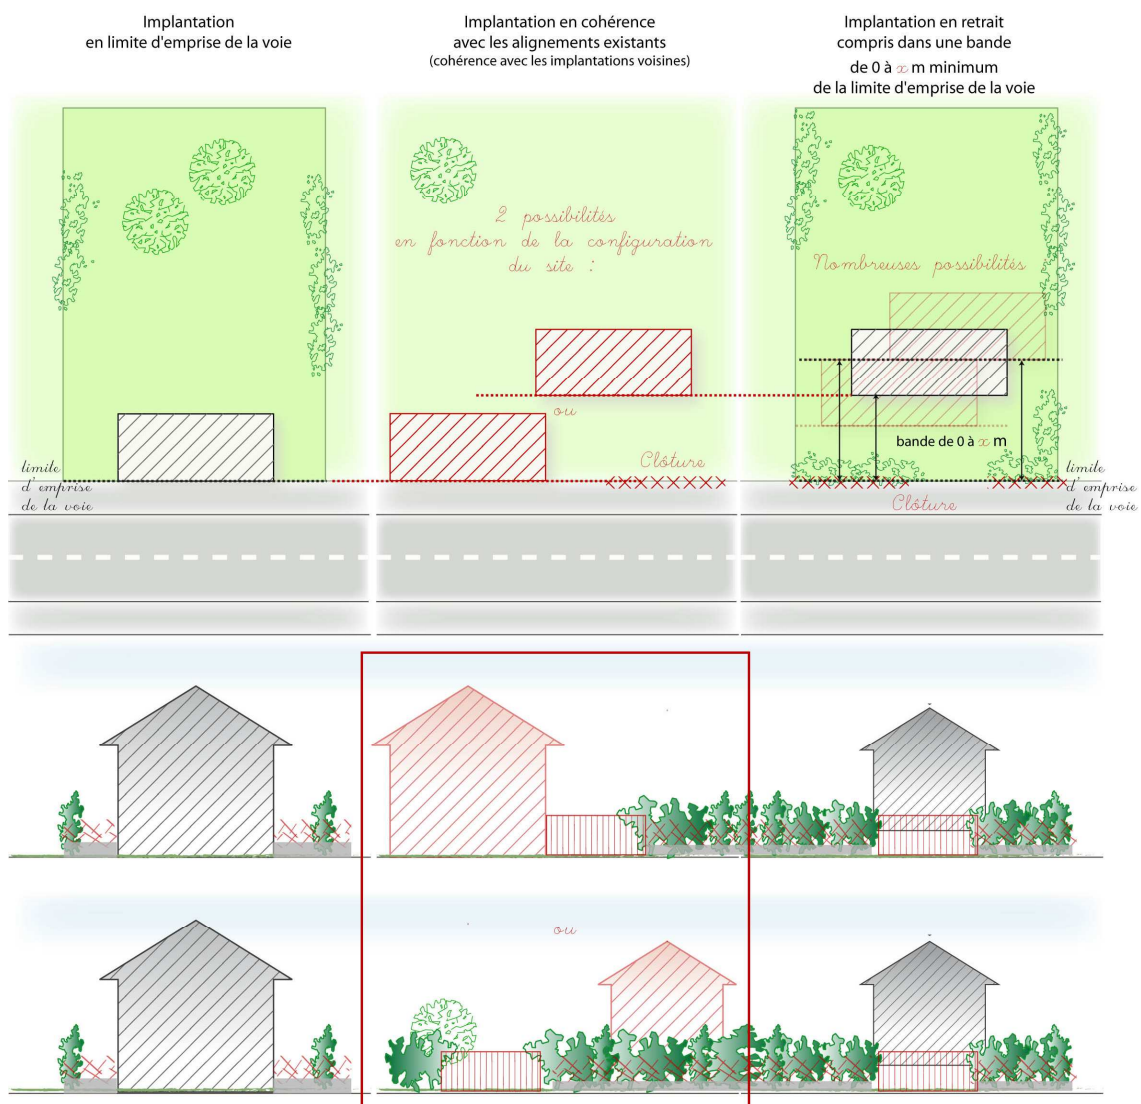 Implantation
en limite d'emprise de la voie
Implantation en cohérence
avec les alignements existants
(cohérence avec les implantations voisines)
Implantation en retrait
compris dans une bande
de 0 à x m minimum
de la limite d'emprise de la voie
2 possibilités
en fonction de la configuration
du site :
Nombreuses possibilités
ou
Clôture
bande de 0 à x m
limite
d'emprise
de la voie
limite
d'emprise
de la voie
Clôture
ou